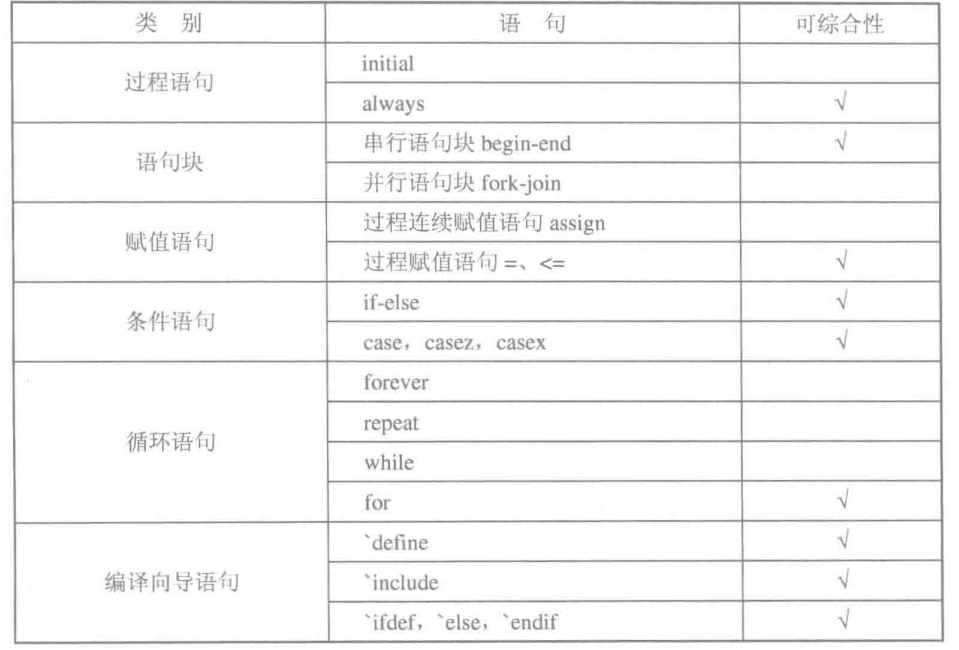 类 别 语 句 可综合性
过程语句
initial
always √
语句块
串行语句块 begin-end √
并行语句块 fork-join
赋值语句
过程连续赋值语句 assign
过程赋值语句 =、<= √
条件语句
if-else √
case，casez，casex √
循环语句
forever
repeat
while
for √
编译向导语句
`define √
`include √
`ifdef，`else，`endif √